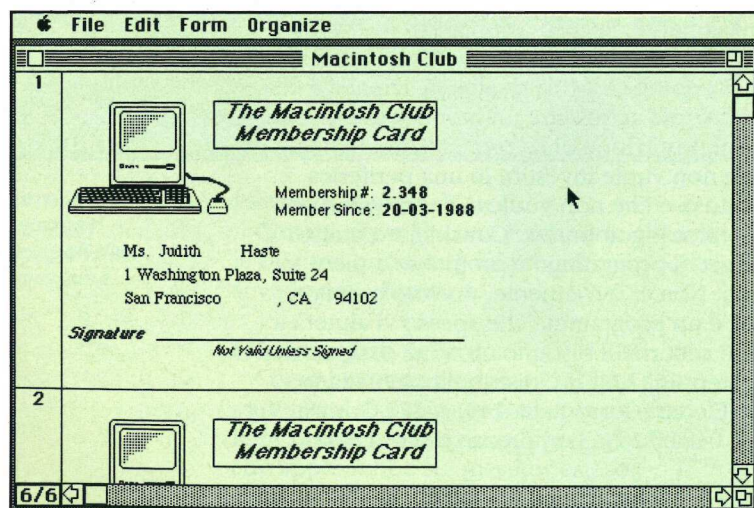 File Edit Form Organize
Macintosh Club
1
The Macintosh Club
Membership Card
Membership #: 2.348
Member Since: 20-03-1988
Ms. Judith Haste
1 Washington Plaza, Suite 24
San Francisco , CA 94102
Signature
Not Valid Unless Signed
2
The Macintosh Club
Membership Card
6/6